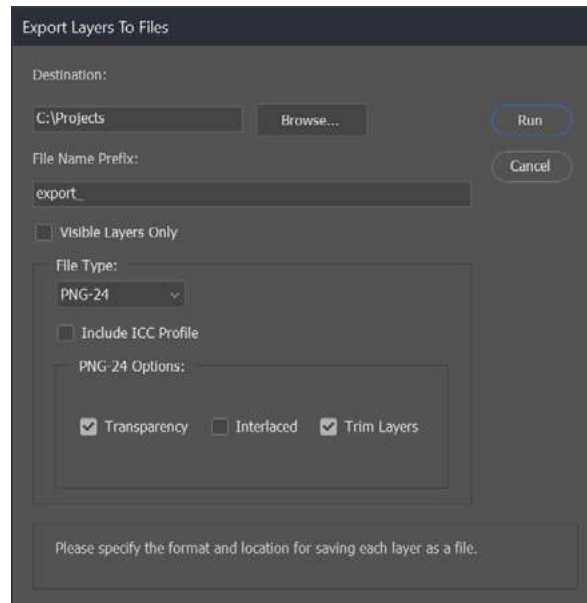 Export Layers To Files
Destination:
C:\Projects
Browse...
Run
File Name Prefix:
Cancel
export_
Visible Layers Only
File Type:
PNG-24
Include ICC Profile
PNG-24 Options:
Transparency Interlaced Trim Layers
Please specify the format and location for saving each layer as a file.